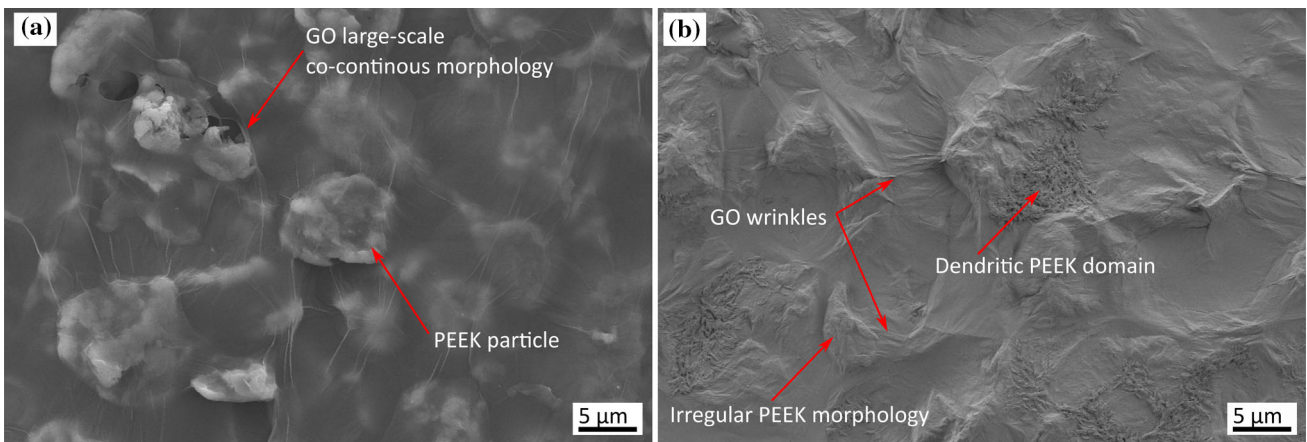 (a)
GO large-scale
co-continous morphology
PEEK particle
5 µm
(b)
GO wrinkles
Dendritic PEEK domain
Irregular PEEK morphology
5 µm